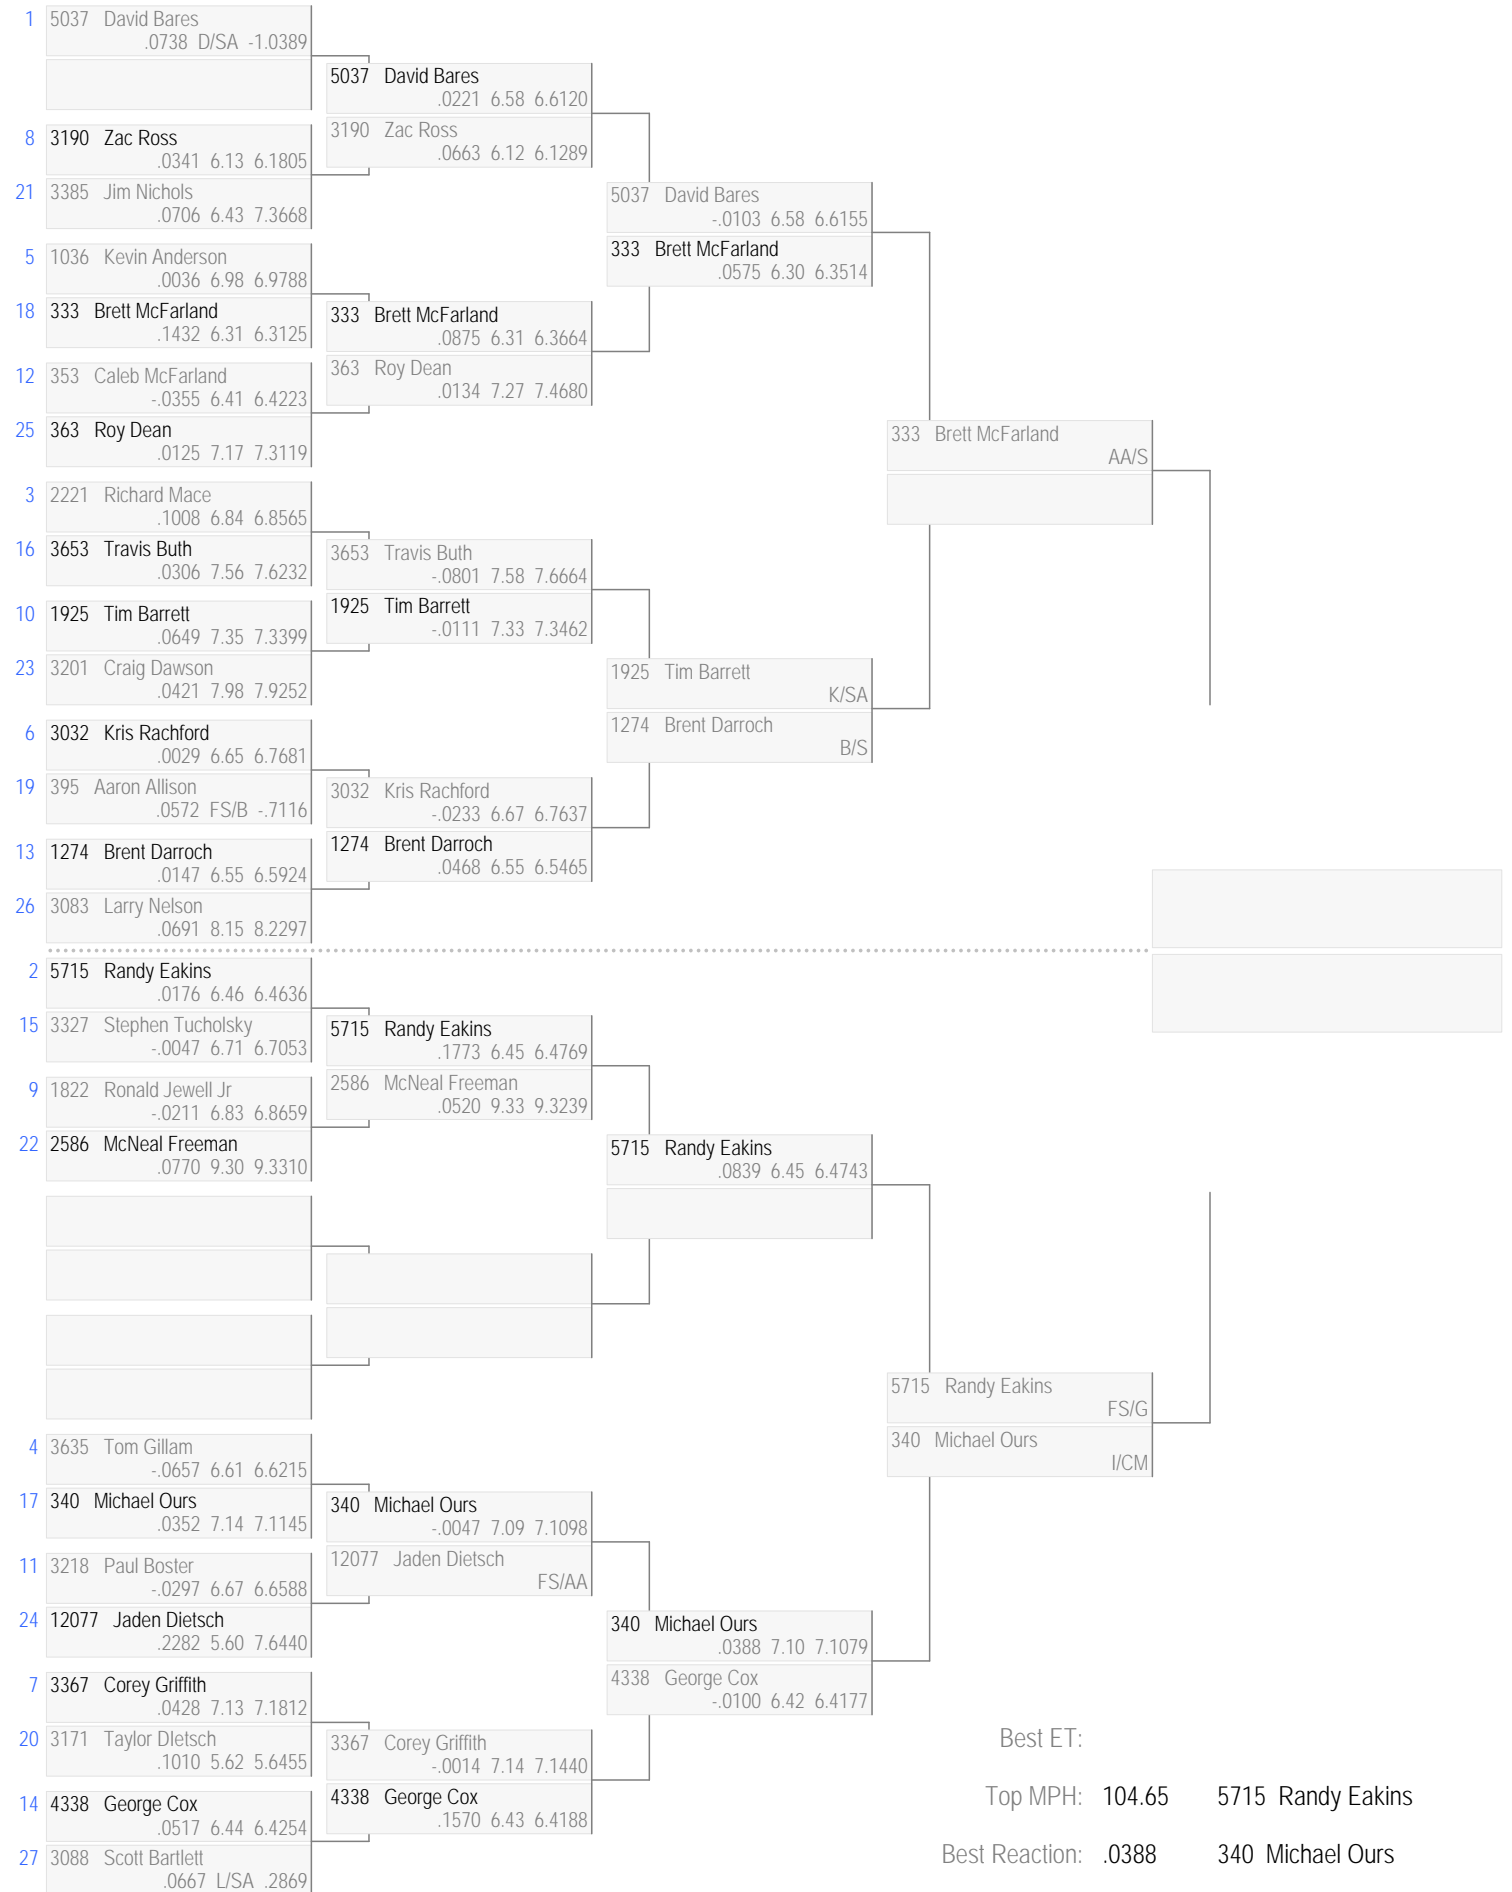 1 5037 David Bares
.0738 D/SA -1.0389
5037 David Bares
.0221 6.58 6.6120
3190 Zac Ross
.0663 6.12 6.1289
8 3190 Zac Ross
.0341 6.13 6.1805
21 3385 Jim Nichols
.0706 6.43 7.3668
5037 David Bares
-.0103 6.58 6.6155
333 Brett McFarland
.0575 6.30 6.3514
5 1036 Kevin Anderson
.0036 6.98 6.9788
18 333 Brett McFarland
.1432 6.31 6.3125
333 Brett McFarland
.0875 6.31 6.3664
363 Roy Dean
.0134 7.27 7.4680
12 353 Caleb McFarland
-.0355 6.41 6.4223
25 363 Roy Dean
.0125 7.17 7.3119
333 Brett McFarland
AA/S
3 2221 Richard Mace
.1008 6.84 6.8565
16 3653 Travis Buth
.0306 7.56 7.6232
3653 Travis Buth
-.0801 7.58 7.6664
1925 Tim Barrett
-.0111 7.33 7.3462
10 1925 Tim Barrett
.0649 7.35 7.3399
23 3201 Craig Dawson
.0421 7.98 7.9252
1925 Tim Barrett
K/SA
1274 Brent Darroch
B/S
6 3032 Kris Rachford
.0029 6.65 6.7681
19 395 Aaron Allison
.0572 FS/B -.7116
3032 Kris Rachford
-.0233 6.67 6.7637
1274 Brent Darroch
.0468 6.55 6.5465
13 1274 Brent Darroch
.0147 6.55 6.5924
26 3083 Larry Nelson
.0691 8.15 8.2297
2 5715 Randy Eakins
.0176 6.46 6.4636
15 3327 Stephen Tucholsky
-.0047 6.71 6.7053
5715 Randy Eakins
.1773 6.45 6.4769
2586 McNeal Freeman
.0520 9.33 9.3239
9 1822 Ronald Jewell Jr
-.0211 6.83 6.8659
22 2586 McNeal Freeman
.0770 9.30 9.3310
5715 Randy Eakins
.0839 6.45 6.4743
5715 Randy Eakins
FS/G
340 Michael Ours
I/CM
4 3635 Tom Gillam
-.0657 6.61 6.6215
17 340 Michael Ours
.0352 7.14 7.1145
340 Michael Ours
-.0047 7.09 7.1098
12077 Jaden Dietsch
FS/AA
11 3218 Paul Boster
-.0297 6.67 6.6588
24 12077 Jaden Dietsch
.2282 5.60 7.6440
340 Michael Ours
.0388 7.10 7.1079
4338 George Cox
-.0100 6.42 6.4177
7 3367 Corey Griffith
.0428 7.13 7.1812
20 3171 Taylor DIetsch
.1010 5.62 5.6455
3367 Corey Griffith
-.0014 7.14 7.1440
4338 George Cox
.1570 6.43 6.4188
14 4338 George Cox
.0517 6.44 6.4254
27 3088 Scott Bartlett
.0667 L/SA .2869
Best ET:
Top MPH: 104.65 5715 Randy Eakins
Best Reaction: .0388 340 Michael Ours